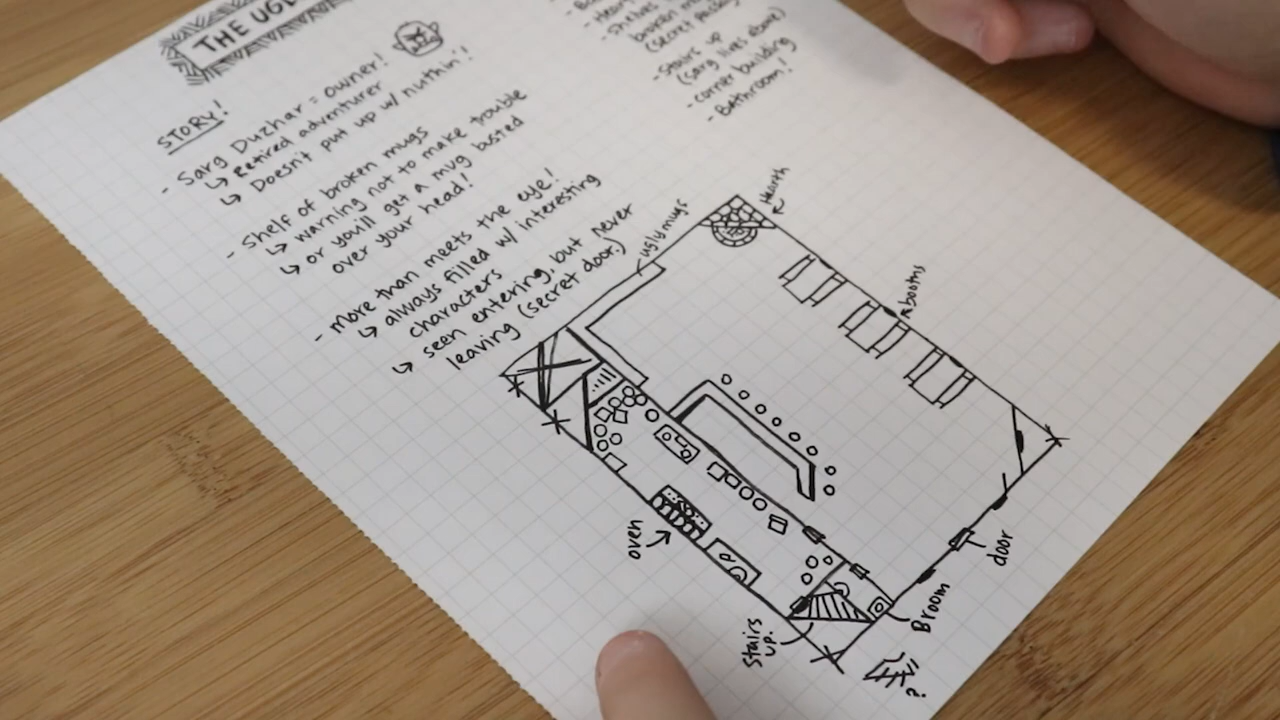 THE UGL
STORY!
- Sarg Duzhar = owner!
↳ Retired adventurer
↳ Doesn't put up w/ nuthin'!
- Shelf of broken mugs
↳ warning not to make trouble
↳ or you'll get a mug busted
over your head!
- more than meets the eye!
↳ always filled w/ interesting
characters
↳ seen entering, but never
leaving (secret door.)
- Stairs up
(Sarg lives above)
- corner building
- Bathroom!
Hearth
ugly mugs
booths
oven
door
Broom
Stairs
up.
?